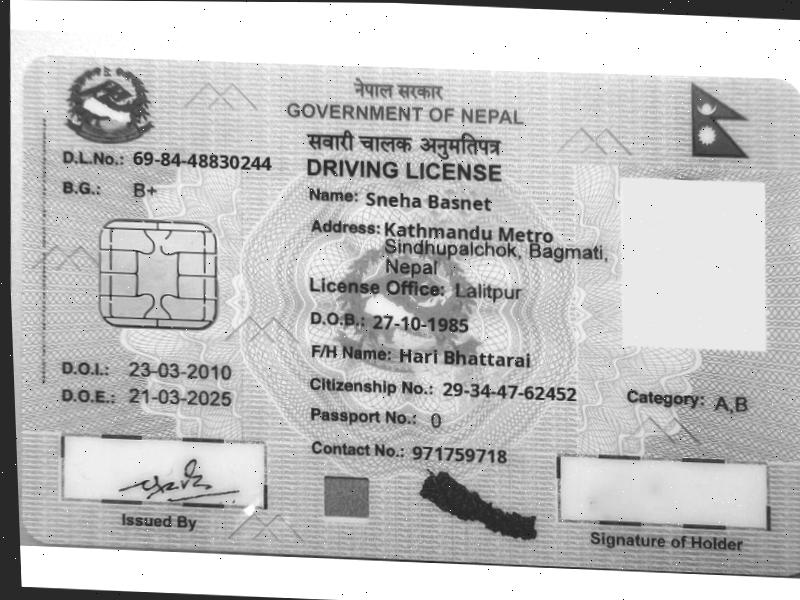 नेपाल सरकार
GOVERNMENT OF NEPAL
सवारी चालक अनुमतिपत्र
DRIVING LICENSE
D.L.No.: 69-84-48830244
B.G.: B+
Name: Sneha Basnet
Address: Kathmandu Metro
Sindhupalchok, Bagmati,
Nepal
License Office: Lalitpur
D.O.B.: 27-10-1985
F/H Name: Hari Bhattarai
D.O.I.: 23-03-2010
D.O.E.: 21-03-2025
Citizenship No.: 29-34-47-62452
Category: A,B
Passport No.: 0
Contact No.: 971759718
Issued By
Signature of Holder